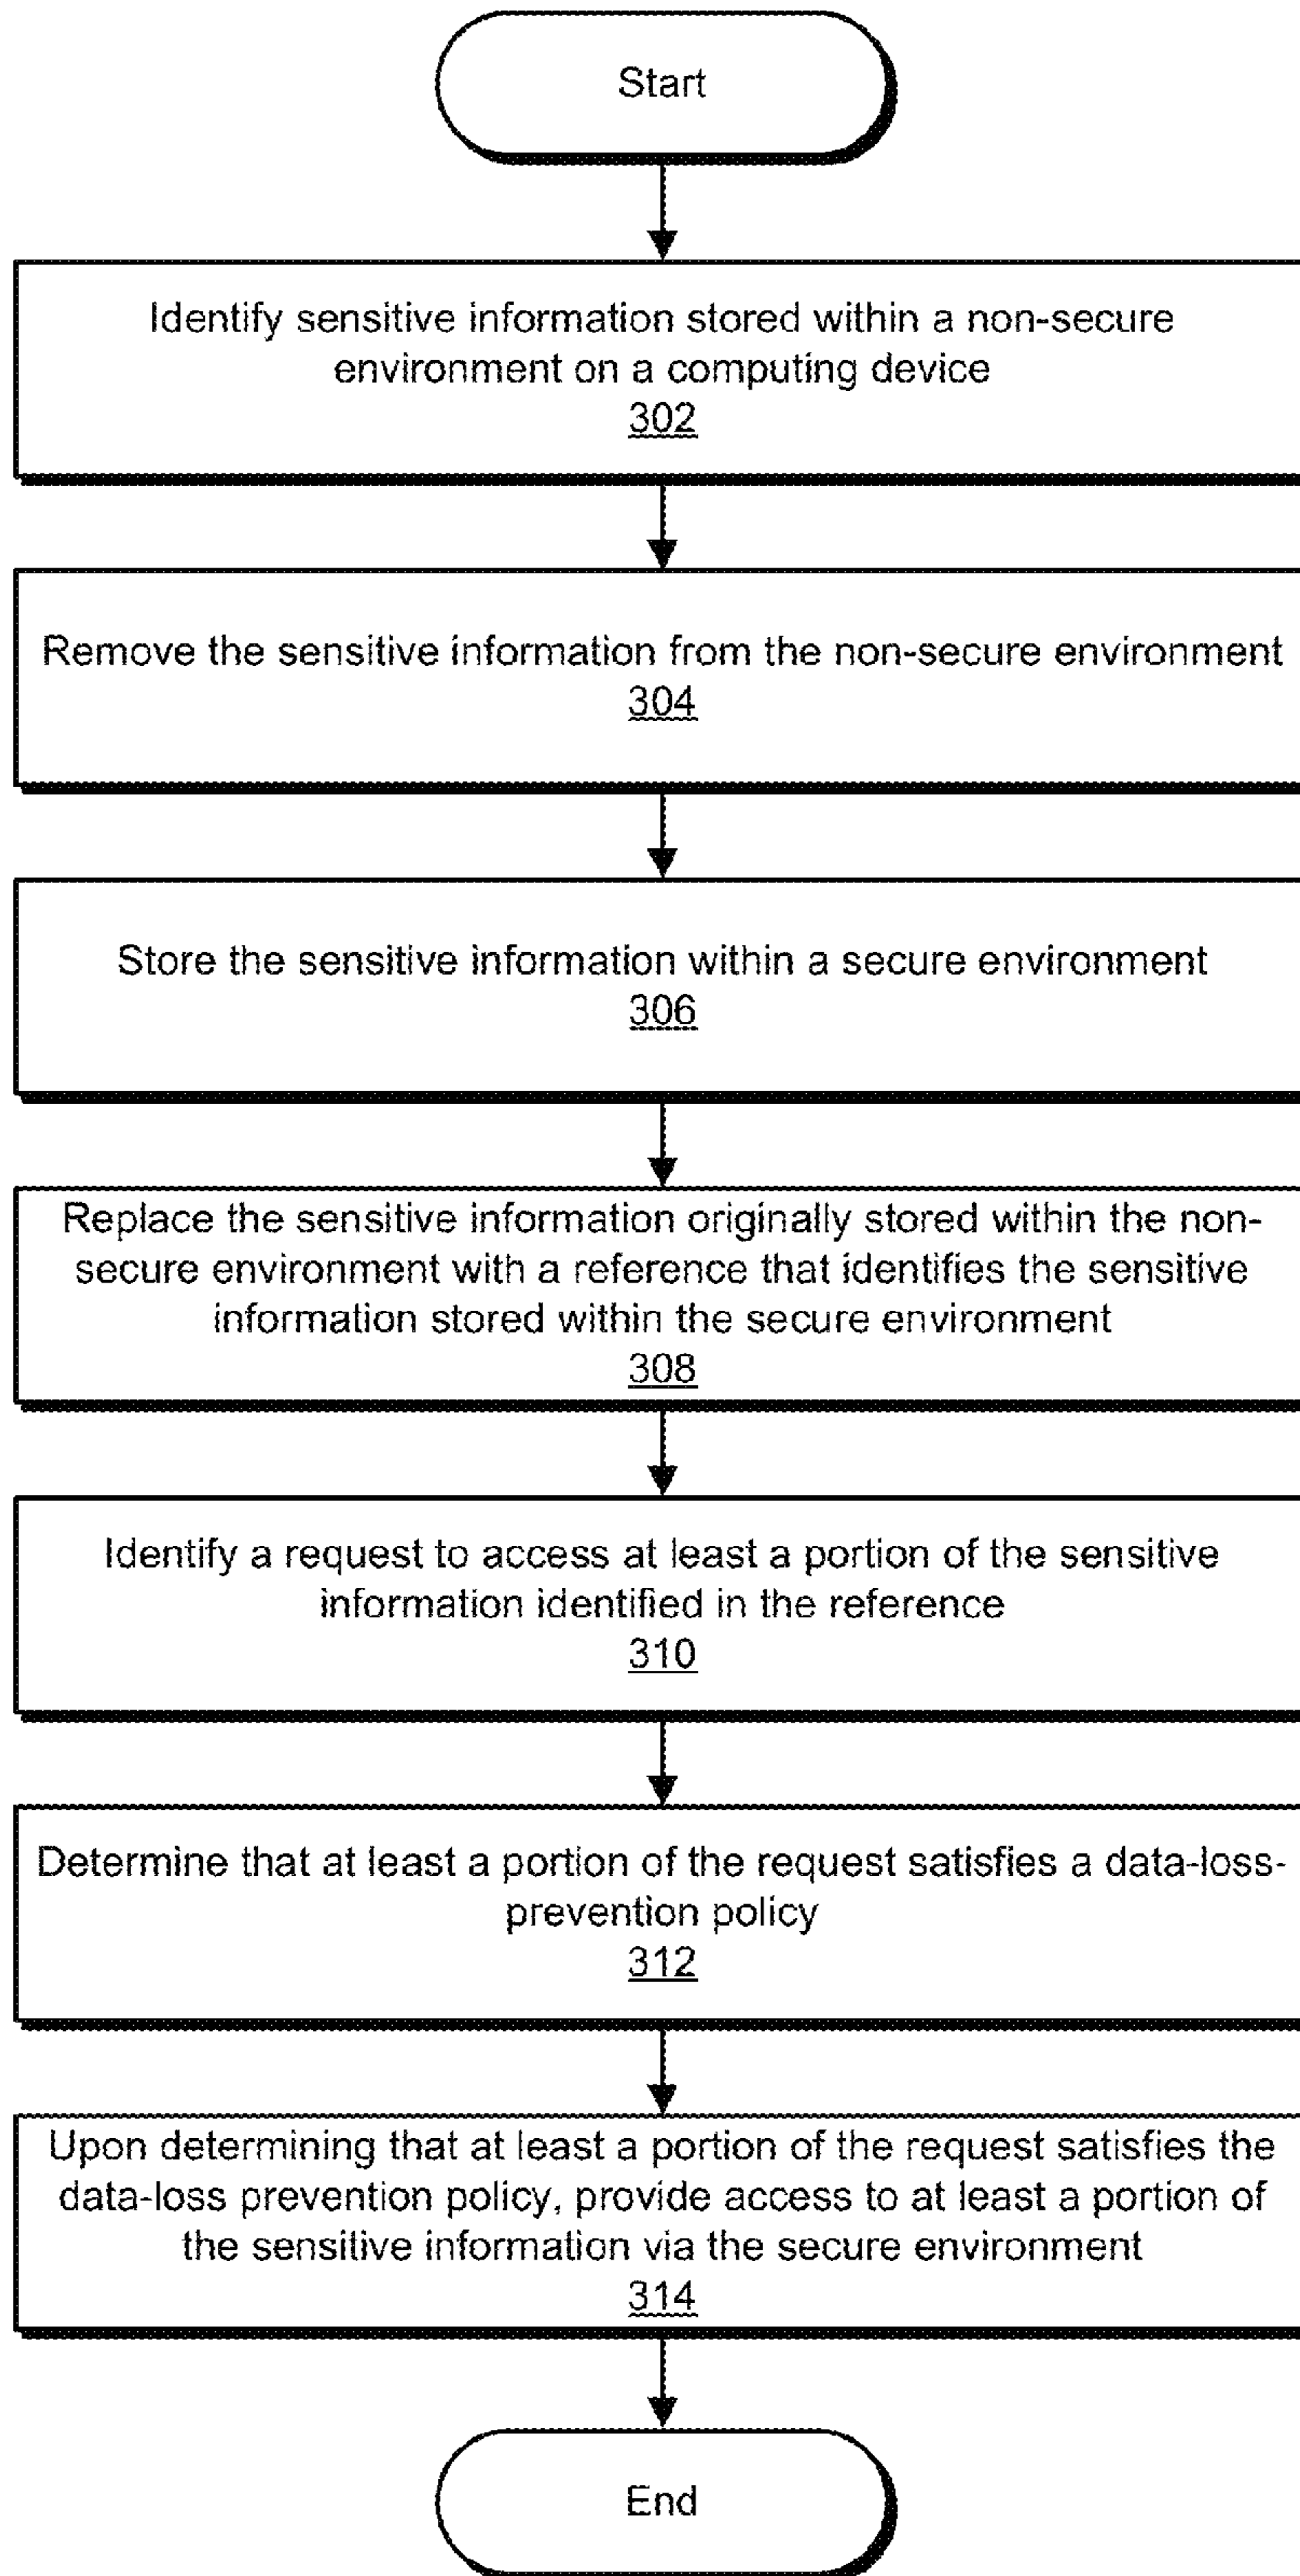 Start
Identify sensitive information stored within a non-secure
environment on a computing device
302
Remove the sensitive information from the non-secure environment
304
Store the sensitive information within a secure environment
306
Replace the sensitive information originally stored within the non-
secure environment with a reference that identifies the sensitive
information stored within the secure environment
308
Identify a request to access at least a portion of the sensitive
information identified in the reference
310
Determine that at least a portion of the request satisfies a data-loss-
prevention policy
312
Upon determining that at least a portion of the request satisfies the
data-loss prevention policy, provide access to at least a portion of
the sensitive information via the secure environment
314
End